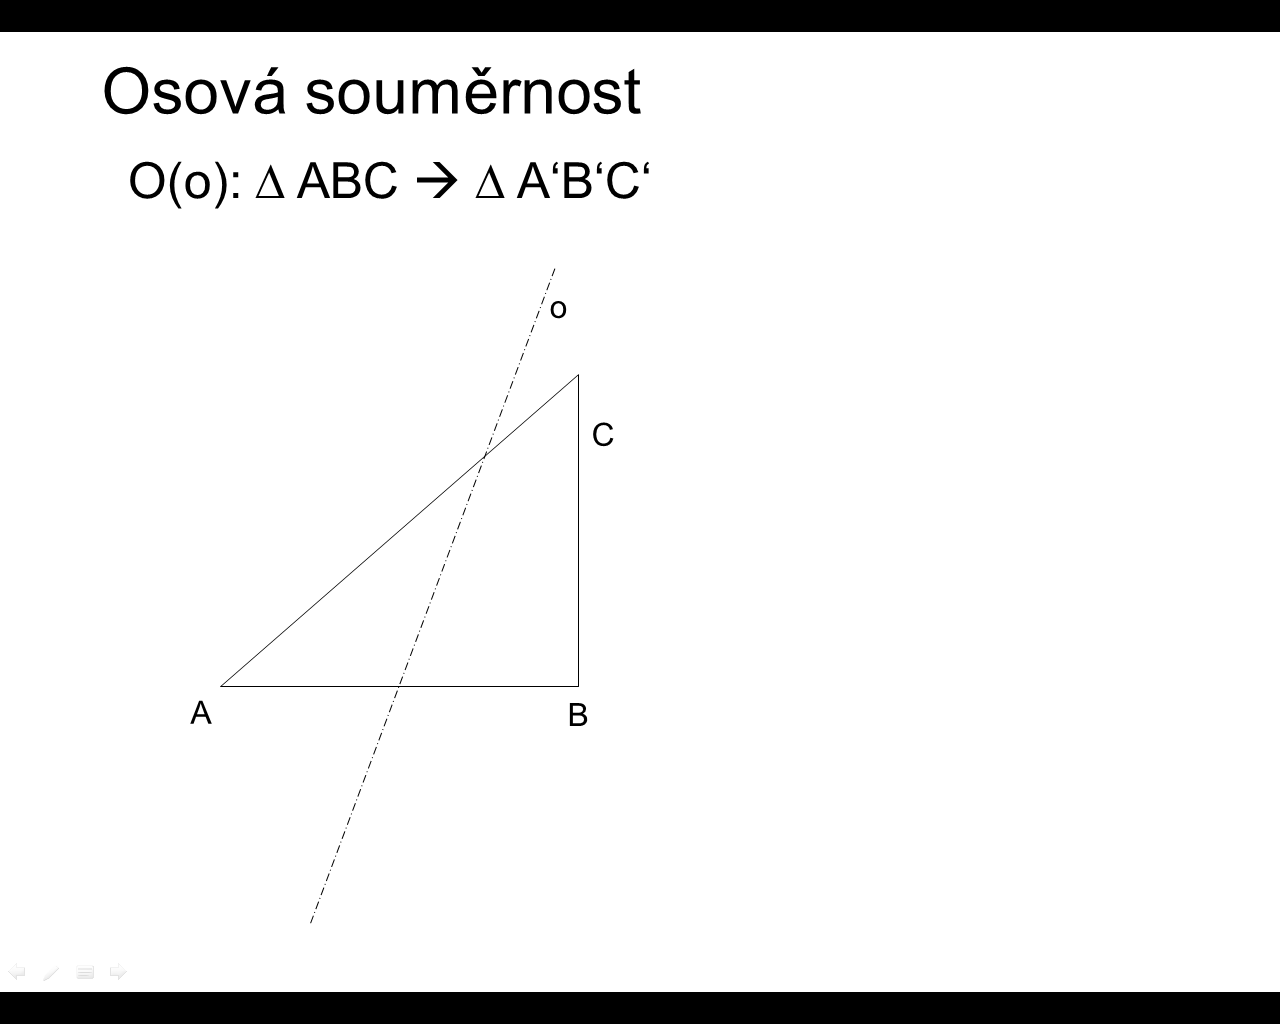 Osová souměrnost
O(o): Δ ABC → Δ A‘B‘C‘
o
C
A
B